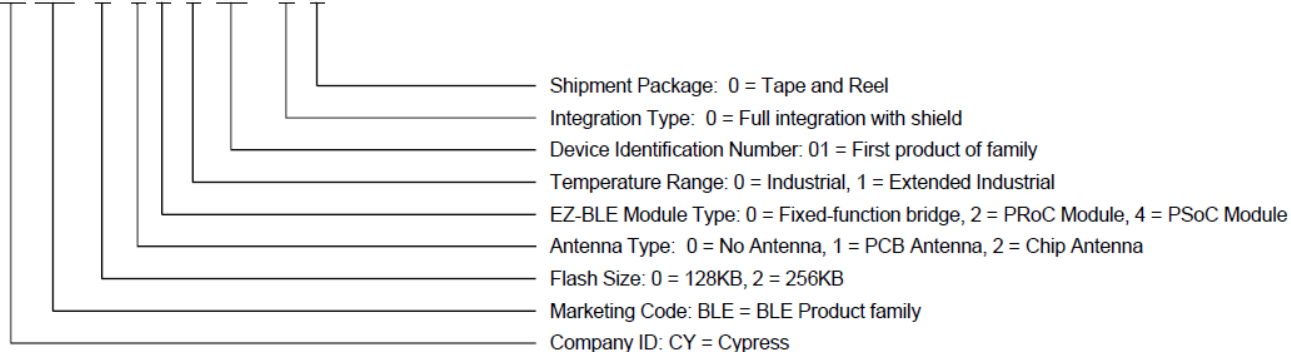 Shipment Package: 0 = Tape and Reel
Integration Type: 0 = Full integration with shield
Device Identification Number: 01 = First product of family
Temperature Range: 0 = Industrial, 1 = Extended Industrial
EZ-BLE Module Type: 0 = Fixed-function bridge, 2 = PRoC Module, 4 = PSoC Module
Antenna Type: 0 = No Antenna, 1 = PCB Antenna, 2 = Chip Antenna
Flash Size: 0 = 128KB, 2 = 256KB
Marketing Code: BLE = BLE Product family
Company ID: CY = Cypress